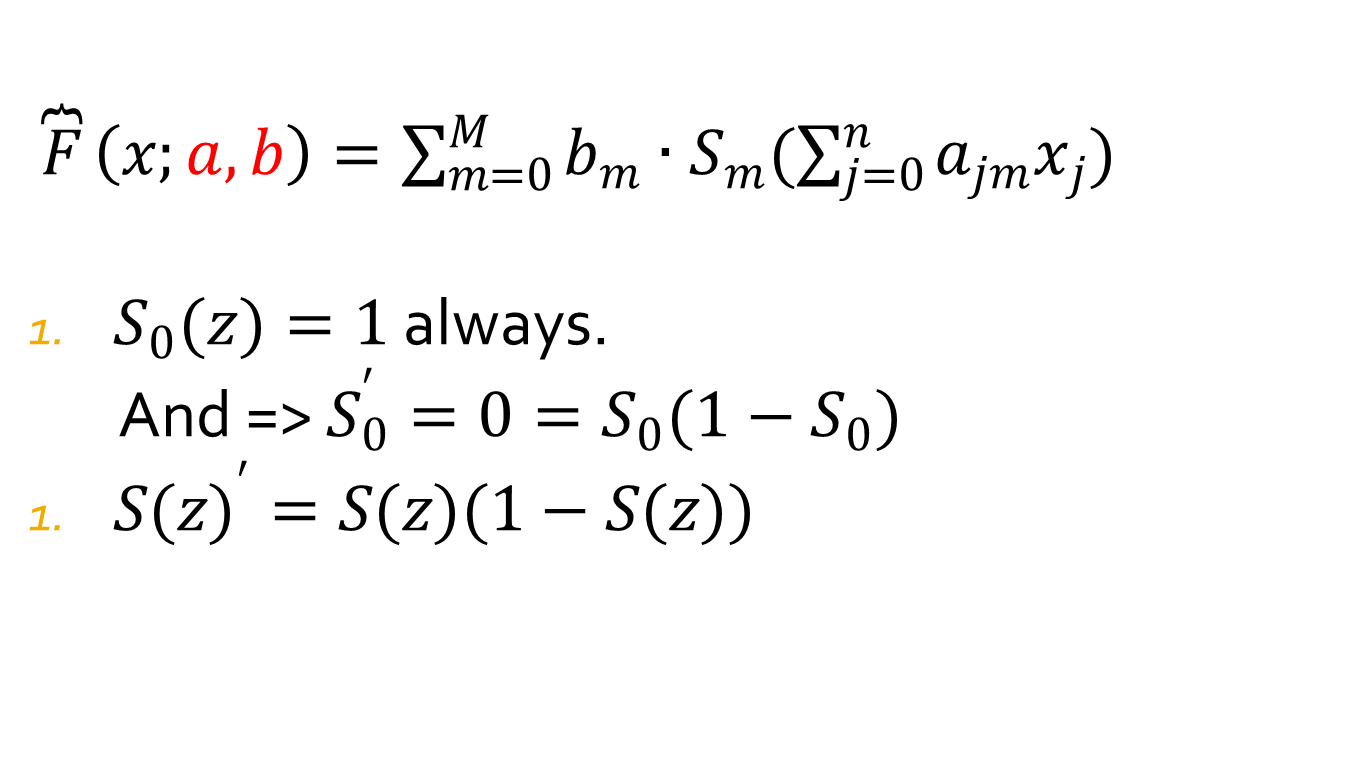 F͡ (x; a, b) = ∑_{m=0}^{M} b_m · S_m(∑_{j=0}^{n} a_{jm}x_j)
1. S_0(z) = 1 always.
And => S_0^′ = 0 = S_0(1 − S_0)
1. S(z)^′ = S(z)(1 − S(z))